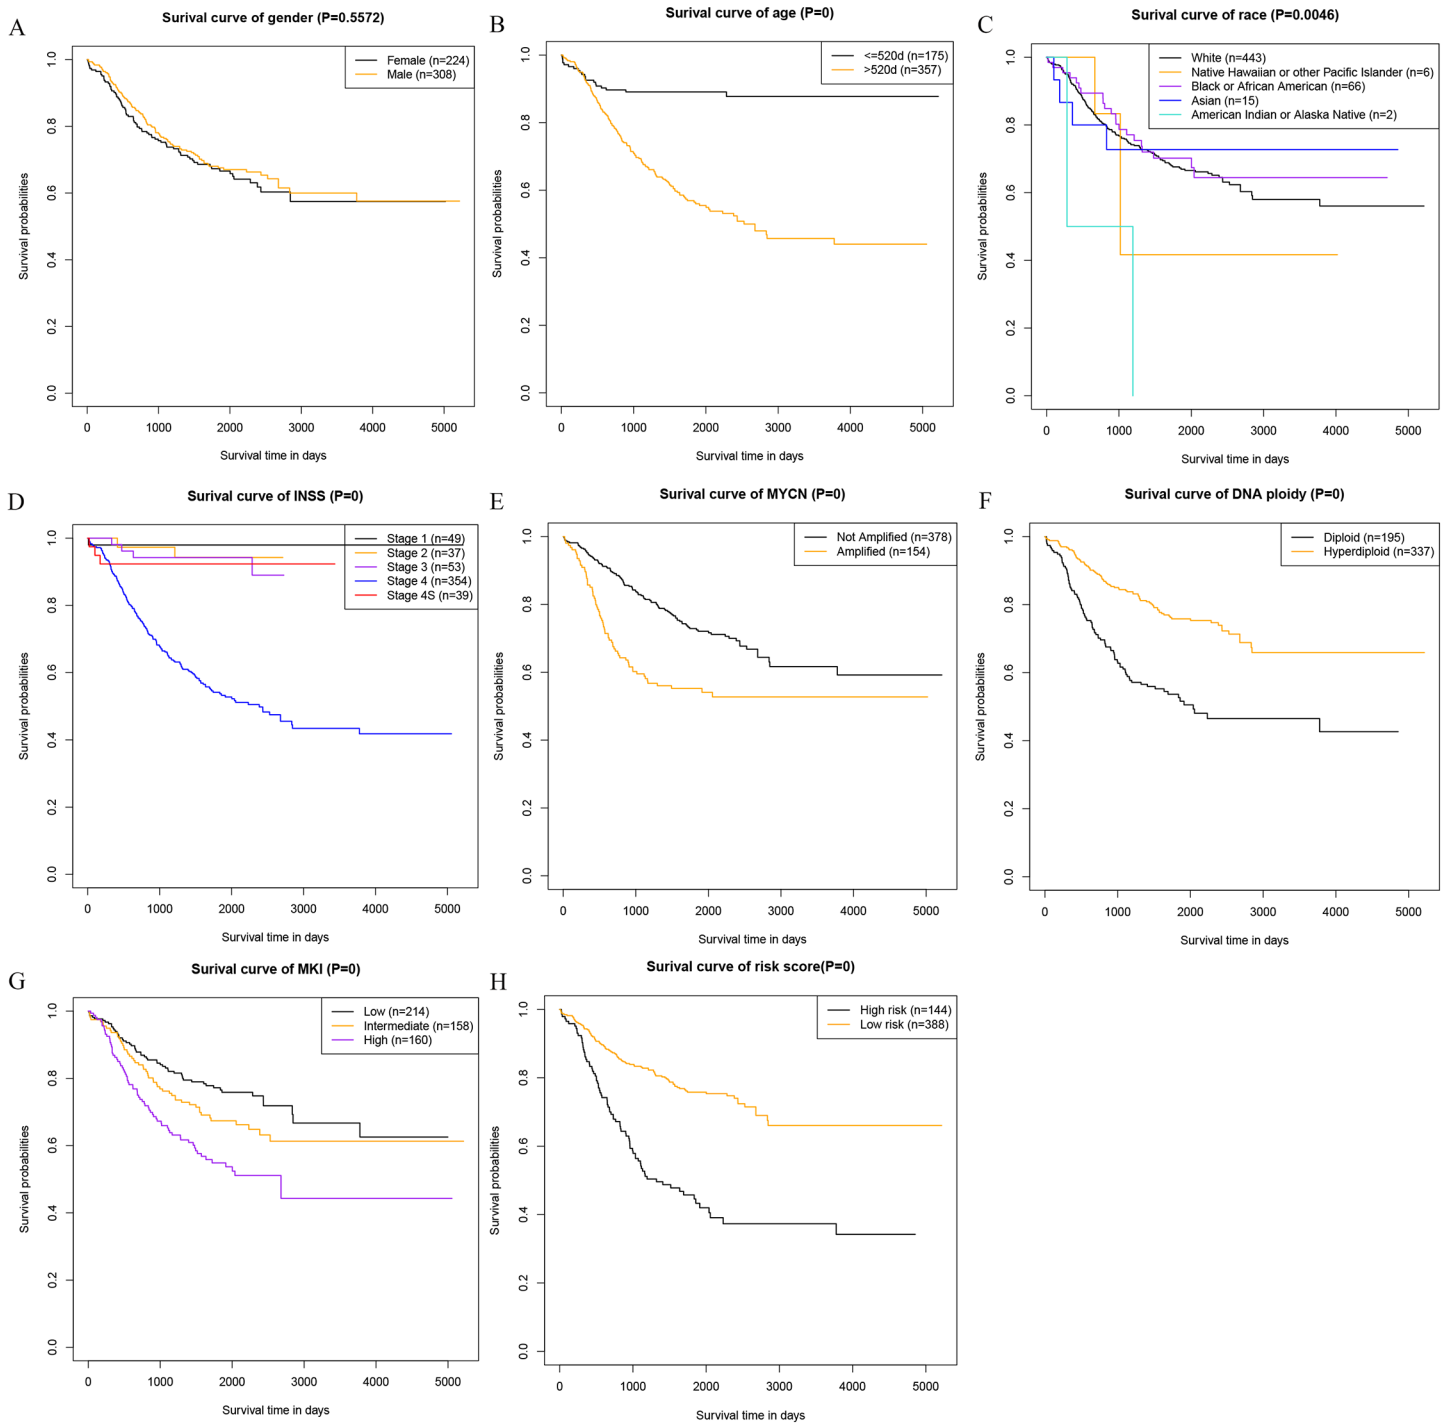 A
Surival curve of gender (P=0.5572)
Female (n=224)
Male (n=308)
Survival probabilities
0.0 0.2 0.4 0.6 0.8 1.0
0 1000 2000 3000 4000 5000
Survival time in days
B
Surival curve of age (P=0)
<=520d (n=175)
>520d (n=357)
Survival probabilities
0.0 0.2 0.4 0.6 0.8 1.0
0 1000 2000 3000 4000 5000
Survival time in days
C
Surival curve of race (P=0.0046)
White (n=443)
Native Hawaiian or other Pacific Islander (n=6)
Black or African American (n=66)
Asian (n=15)
American Indian or Alaska Native (n=2)
Survival probabilities
0.0 0.2 0.4 0.6 0.8 1.0
0 1000 2000 3000 4000 5000
Survival time in days
D
Surival curve of INSS (P=0)
Stage 1 (n=49)
Stage 2 (n=37)
Stage 3 (n=53)
Stage 4 (n=354)
Stage 4S (n=39)
Survival probabilities
0.0 0.2 0.4 0.6 0.8 1.0
0 1000 2000 3000 4000 5000
Survival time in days
E
Surival curve of MYCN (P=0)
Not Amplified (n=378)
Amplified (n=154)
Survival probabilities
0.0 0.2 0.4 0.6 0.8 1.0
0 1000 2000 3000 4000 5000
Survival time in days
F
Surival curve of DNA ploidy (P=0)
Diploid (n=195)
Hyperdiploid (n=337)
Survival probabilities
0.0 0.2 0.4 0.6 0.8 1.0
0 1000 2000 3000 4000 5000
Survival time in days
G
Surival curve of MKI (P=0)
Low (n=214)
Intermediate (n=158)
High (n=160)
Survival probabilities
0.0 0.2 0.4 0.6 0.8 1.0
0 1000 2000 3000 4000 5000
Survival time in days
H
Surival curve of risk score(P=0)
High risk (n=144)
Low risk (n=388)
Survival probabilities
0.0 0.2 0.4 0.6 0.8 1.0
0 1000 2000 3000 4000 5000
Survival time in days